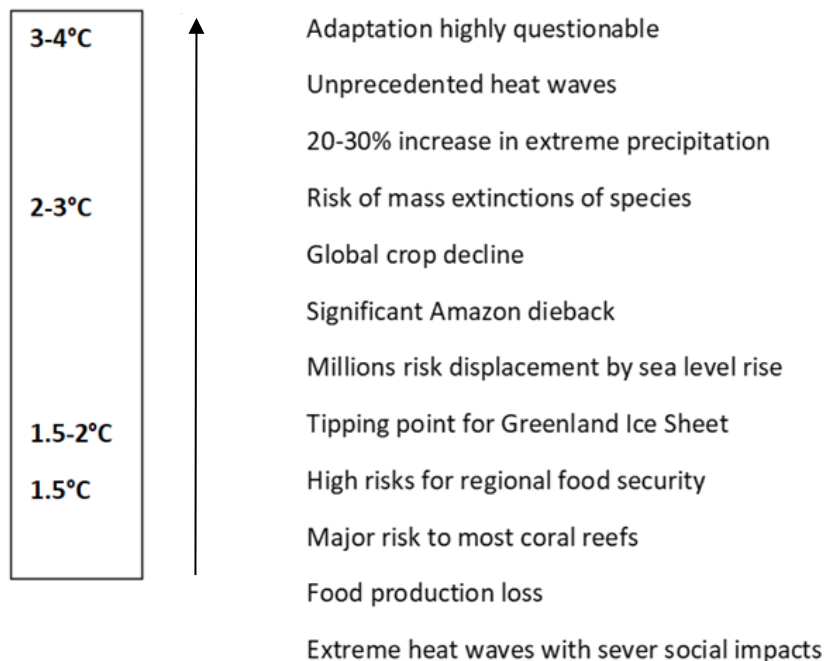 3-4°C
Adaptation highly questionable
Unprecedented heat waves
20-30% increase in extreme precipitation
2-3°C
Risk of mass extinctions of species
Global crop decline
Significant Amazon dieback
Millions risk displacement by sea level rise
1.5-2°C
Tipping point for Greenland Ice Sheet
1.5°C
High risks for regional food security
Major risk to most coral reefs
Food production loss
Extreme heat waves with sever social impacts